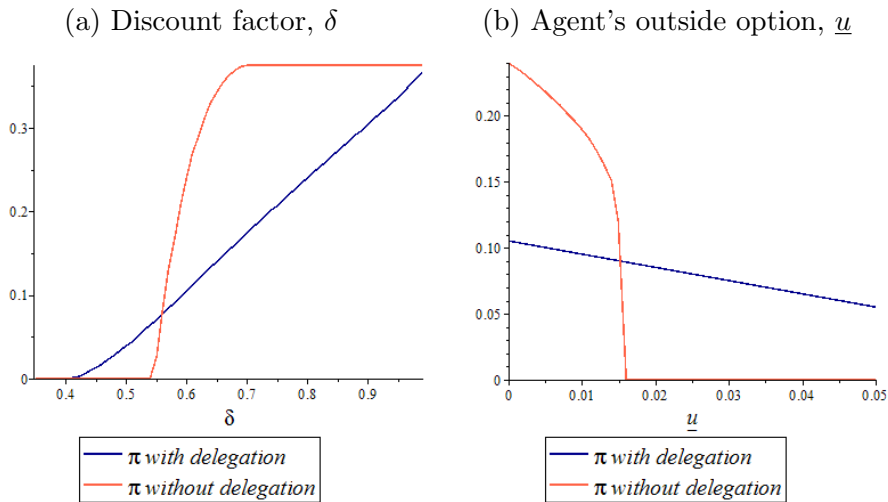 (a) Discount factor, δ
(b) Agent's outside option, u
0.3
0.2
0.1
0
0.4
0.5
0.6
0.7
0.8
0.9
δ
π with delegation
π without delegation
0.20
0.15
0.10
0.05
0
0
0.01
0.02
0.03
0.04
0.05
u
π with delegation
π without delegation